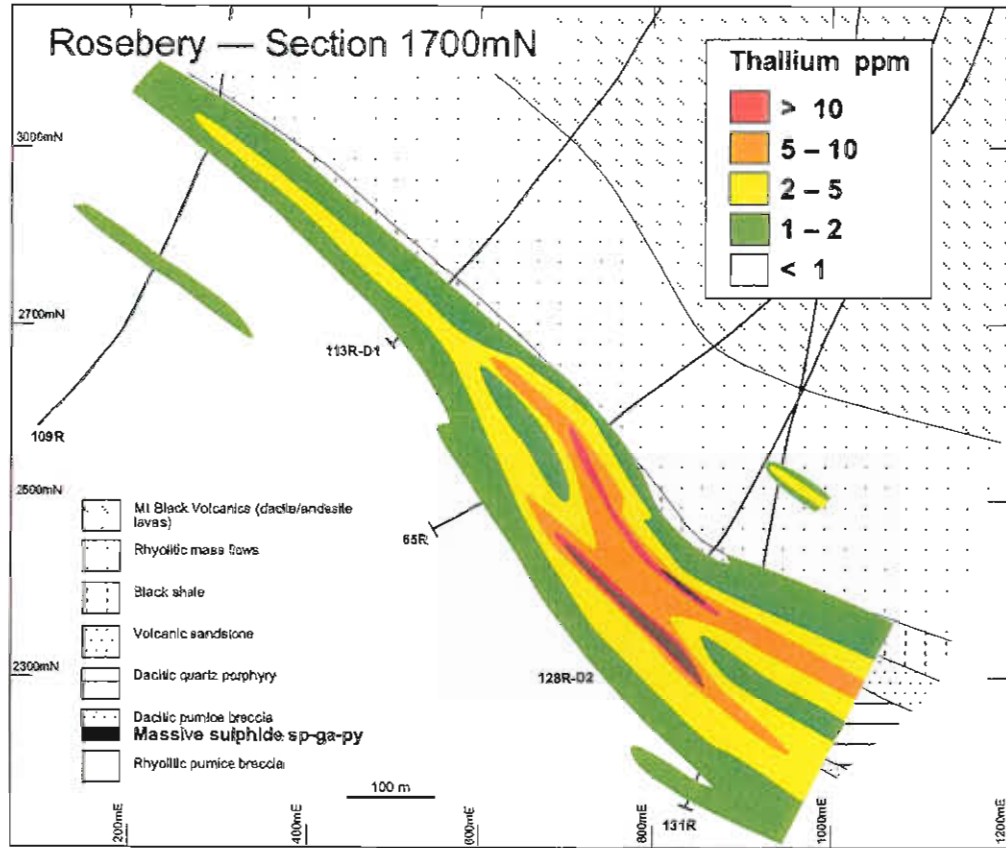 Rosebery — Section 1700mN
Thallium ppm
> 10
5 – 10
2 – 5
1 – 2
< 1
3000mN
2700mN
2500mN
2300mN
109R
113R-D1
65R
128R-D2
131R
Mt Black Volcanics (dacite/andesite
lavas)
Rhyolitic mass flows
Black shale
Volcanic sandstone
Dacitic quartz porphyry
Dacitic pumice breccia
Massive sulphide sp-ga-py
Rhyolitic pumice breccia
100 m
200mE
400mE
600mE
800mE
1000mE
1200mE